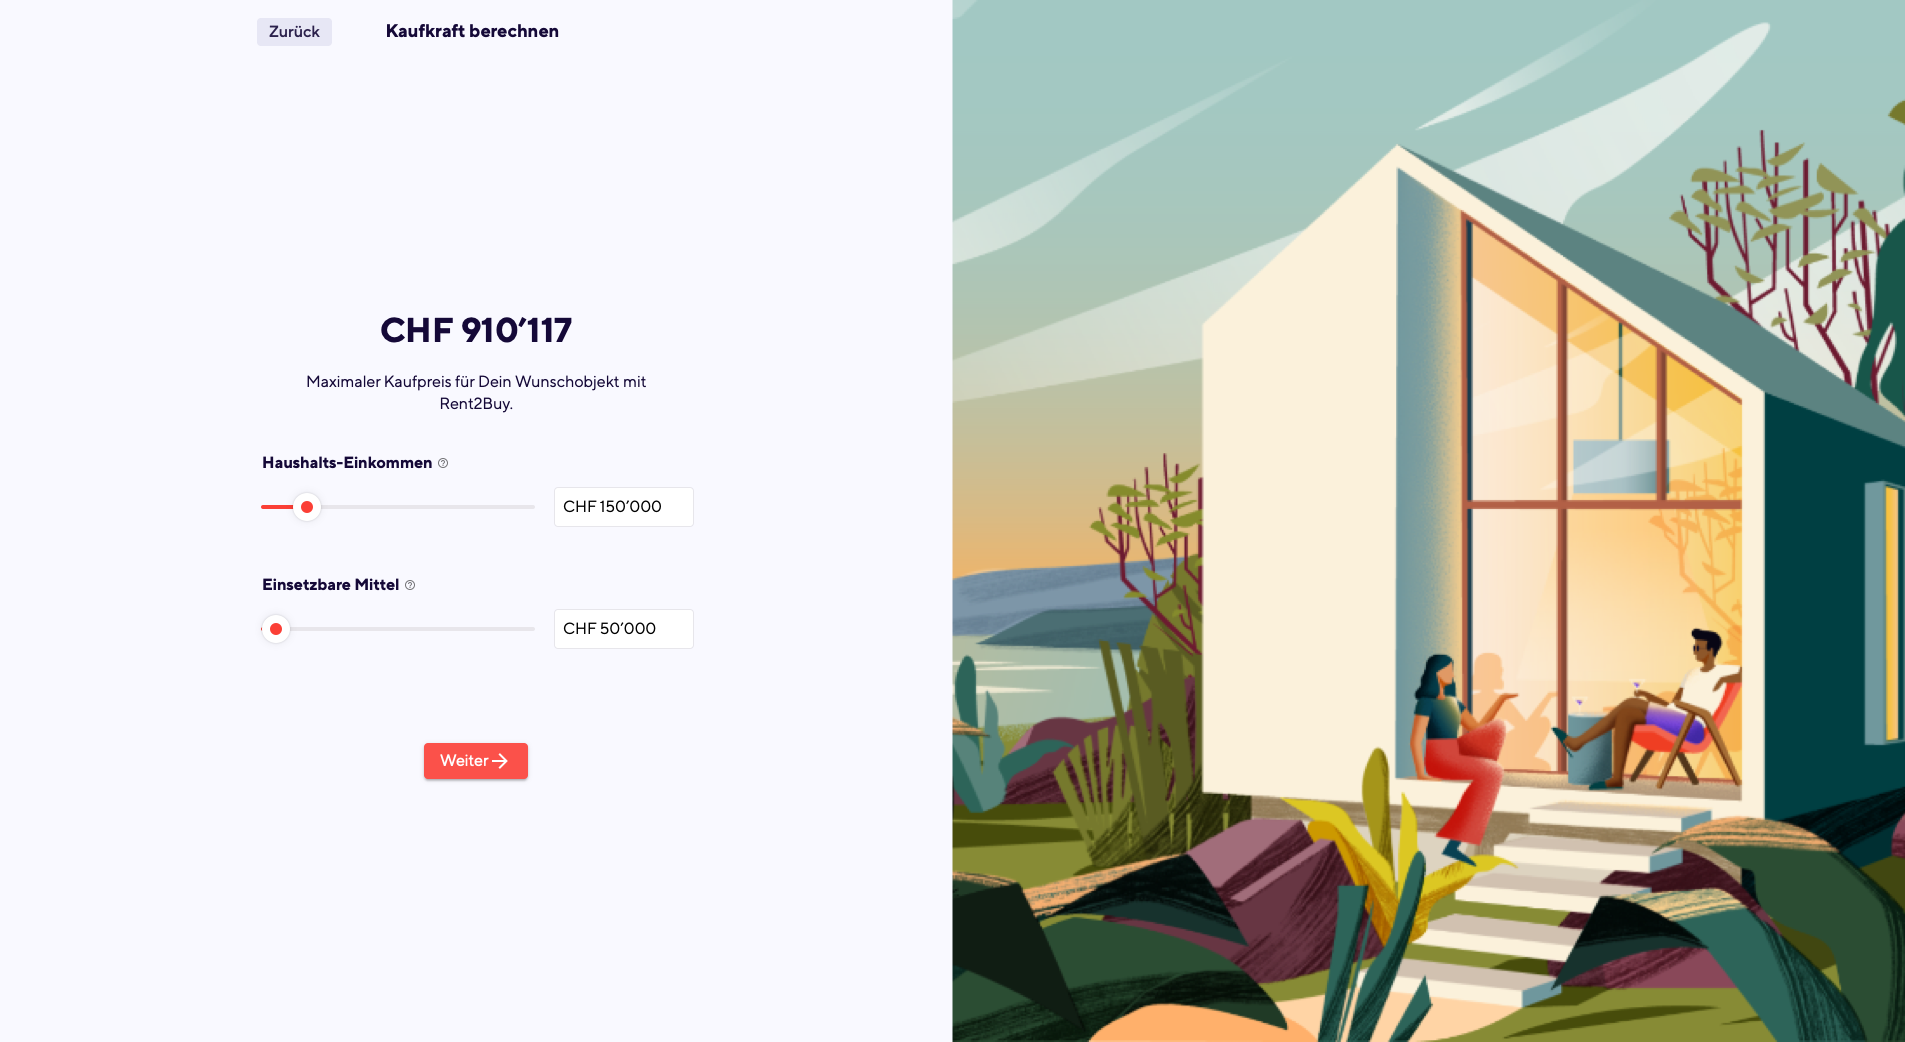 Zurück
Kaufkraft berechnen
CHF 910’117
Maximaler Kaufpreis für Dein Wunschobjekt mit
Rent2Buy.
Haushalts-Einkommen
CHF 150’000
Einsetzbare Mittel
CHF 50’000
Weiter